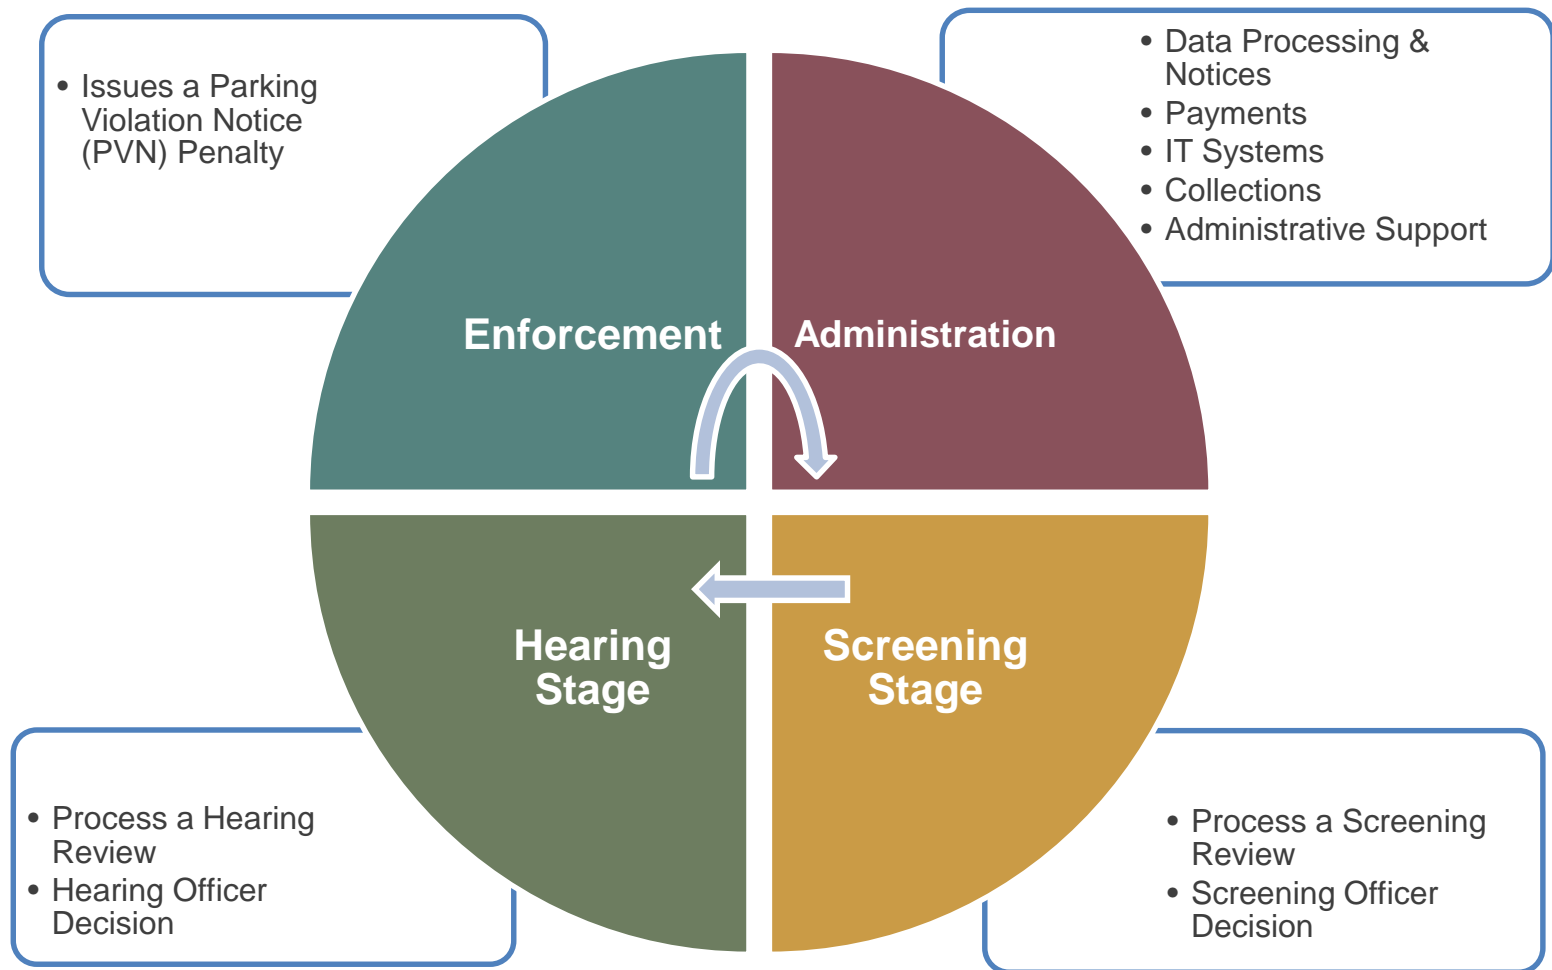 • Issues a Parking
Violation Notice
(PVN) Penalty
• Data Processing &
Notices
• Payments
• IT Systems
• Collections
• Administrative Support
Enforcement
Administration
Hearing
Stage
Screening
Stage
• Process a Hearing
Review
• Hearing Officer
Decision
• Process a Screening
Review
• Screening Officer
Decision